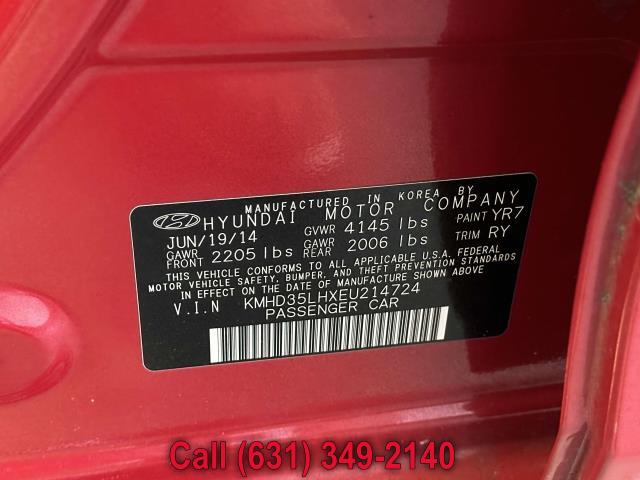 MANUFACTURED IN KOREA BY
HYUNDAI MOTOR COMPANY
JUN/19/14 GVWR 4145 lbs PAINT YR7
GAWR FRONT 2205 lbs GAWR REAR 2006 lbs TRIM RY
THIS VEHICLE CONFORMS TO ALL APPLICABLE U.S.A. FEDERAL
MOTOR VEHICLE SAFETY, BUMPER, AND THEFT PREVENTION STANDARDS
IN EFFECT ON THE DATE OF MANUFACTURE SHOWN ABOVE.
V.I.N KMHD35LHXEU214724
PASSENGER CAR
Call (631) 349-2140